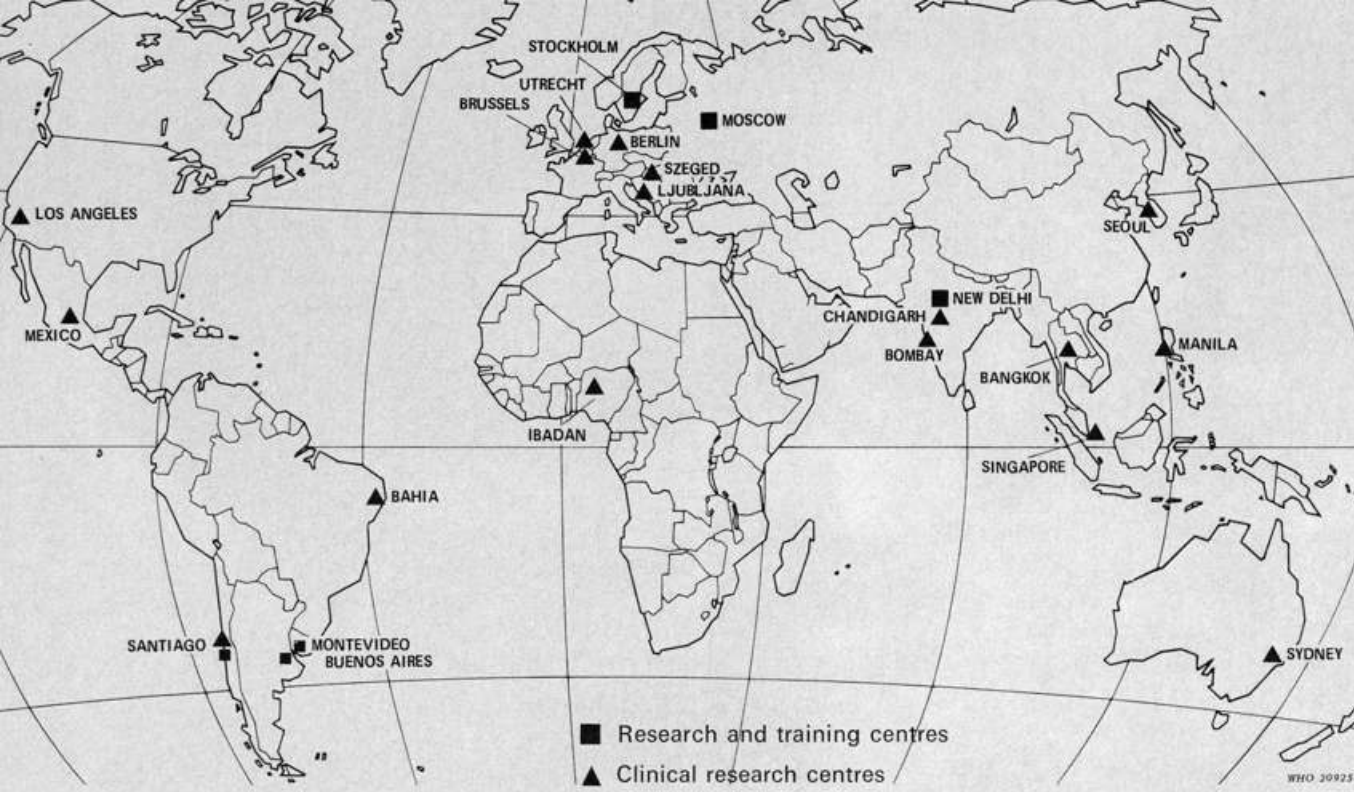 STOCKHOLM
UTRECHT
BRUSSELS
MOSCOW
BERLIN
SZEGED
LJUBLJANA
LOS ANGELES
SEOUL
MEXICO
NEW DELHI
CHANDIGARH
BOMBAY
MANILA
BANGKOK
IBADAN
SINGAPORE
BAHIA
SANTIAGO
MONTEVIDEO
BUENOS AIRES
SYDNEY
Research and training centres
Clinical research centres
WHO 20925